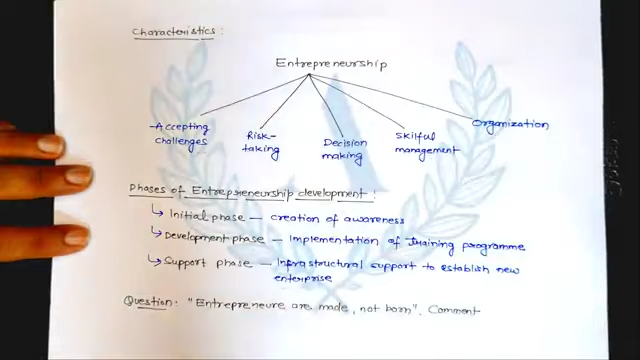 Characteristics:
Entrepreneurship
Accepting challenges
Risk-taking
Decision making
Skilful management
Organization
Phases of Entrepreneurship development:
↳ Initial phase — creation of awareness
↳ Development phase — Implementation of training programme
↳ Support phase — Infrastructural support to establish new
enterprise
Question: "Entrepreneure are made, not born". Comment